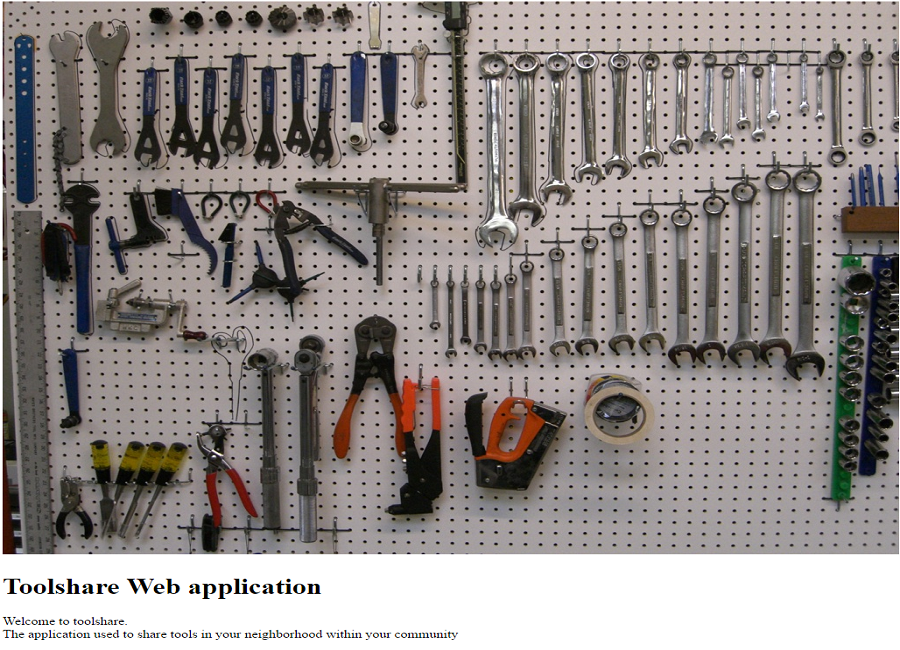 Toolshare Web application
Welcome to toolshare.
The application used to share tools in your neighborhood within your community